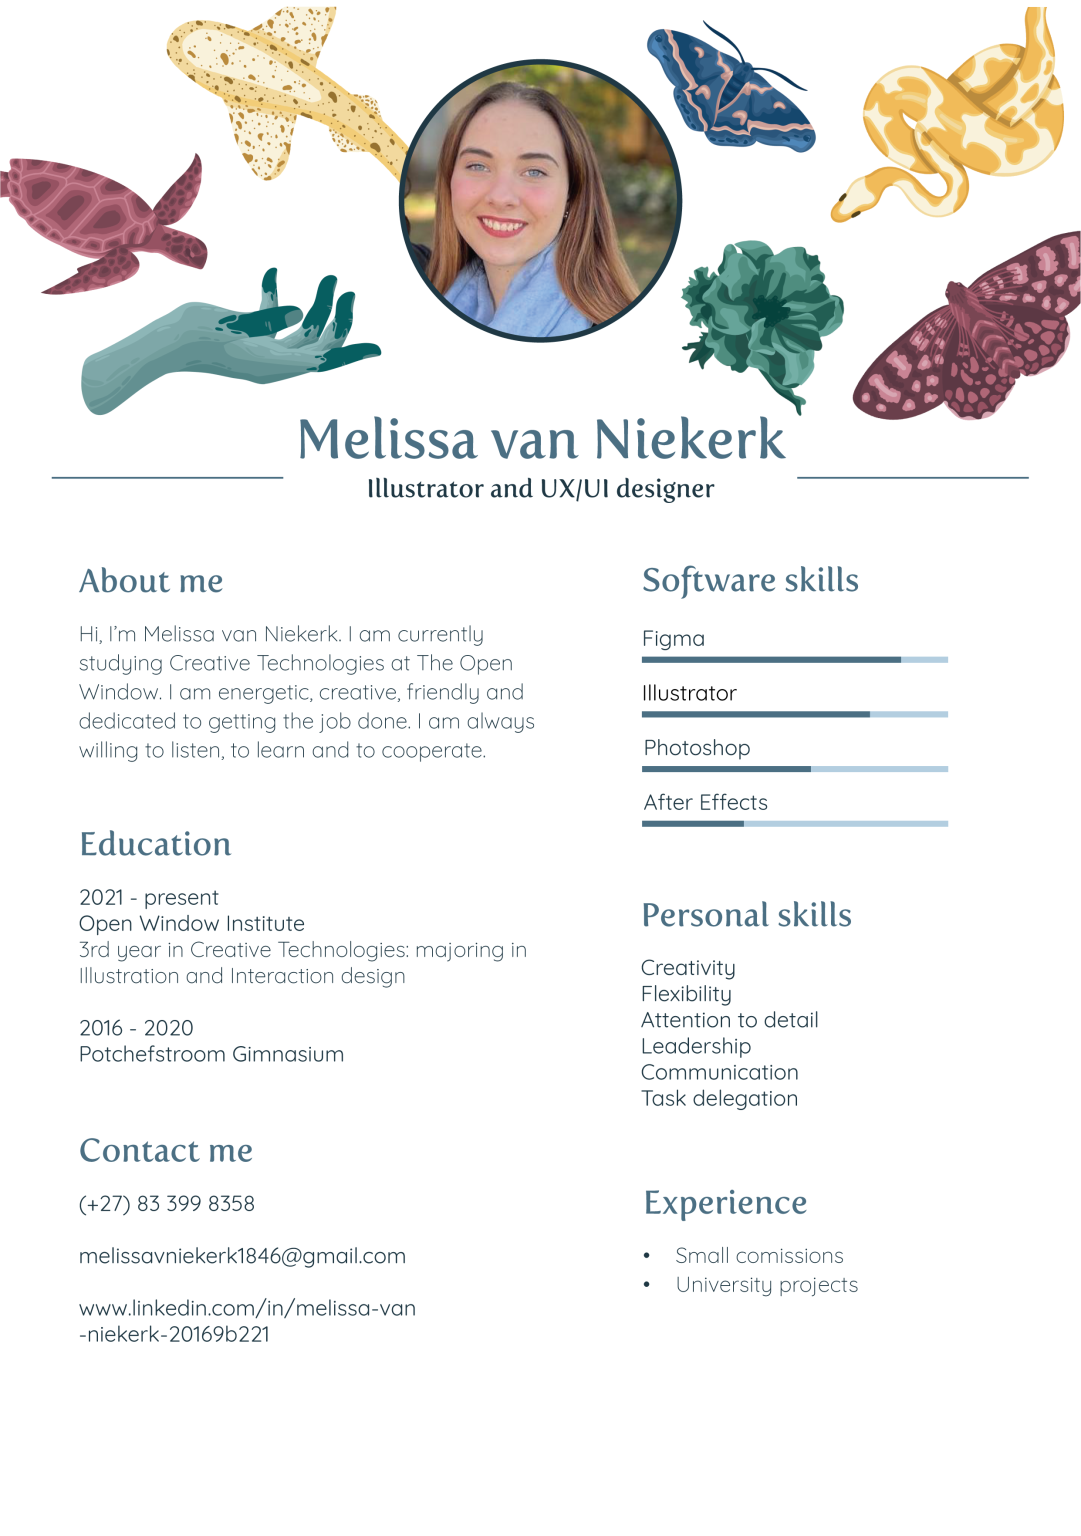 Melissa van Niekerk
Illustrator and UX/UI designer
About me
Hi, I'm Melissa van Niekerk. I am currently
studying Creative Technologies at The Open
Window. I am energetic, creative, friendly and
dedicated to getting the job done. I am always
willing to listen, to learn and to cooperate.
Education
2021 - present
Open Window Institute
3rd year in Creative Technologies: majoring in
Illustration and Interaction design
2016 - 2020
Potchefstroom Gimnasium
Contact me
(+27) 83 399 8358
melissavniekerk1846@gmail.com
www.linkedin.com/in/melissa-van
-niekerk-20169b221
Software skills
Figma
Illustrator
Photoshop
After Effects
Personal skills
Creativity
Flexibility
Attention to detail
Leadership
Communication
Task delegation
Experience
• Small comissions
• University projects